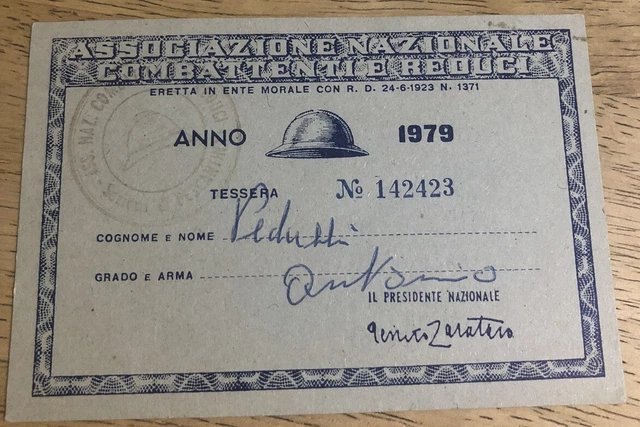 ASSOCIAZIONE NAZIONALE
COMBATTENTI E REDUCI
ERETTA IN ENTE MORALE CON R. D. 24-6-1923 N. 1371
ANNO 1979
TESSERA № 142423
COGNOME E NOME
GRADO E ARMA Antonio
IL PRESIDENTE NAZIONALE